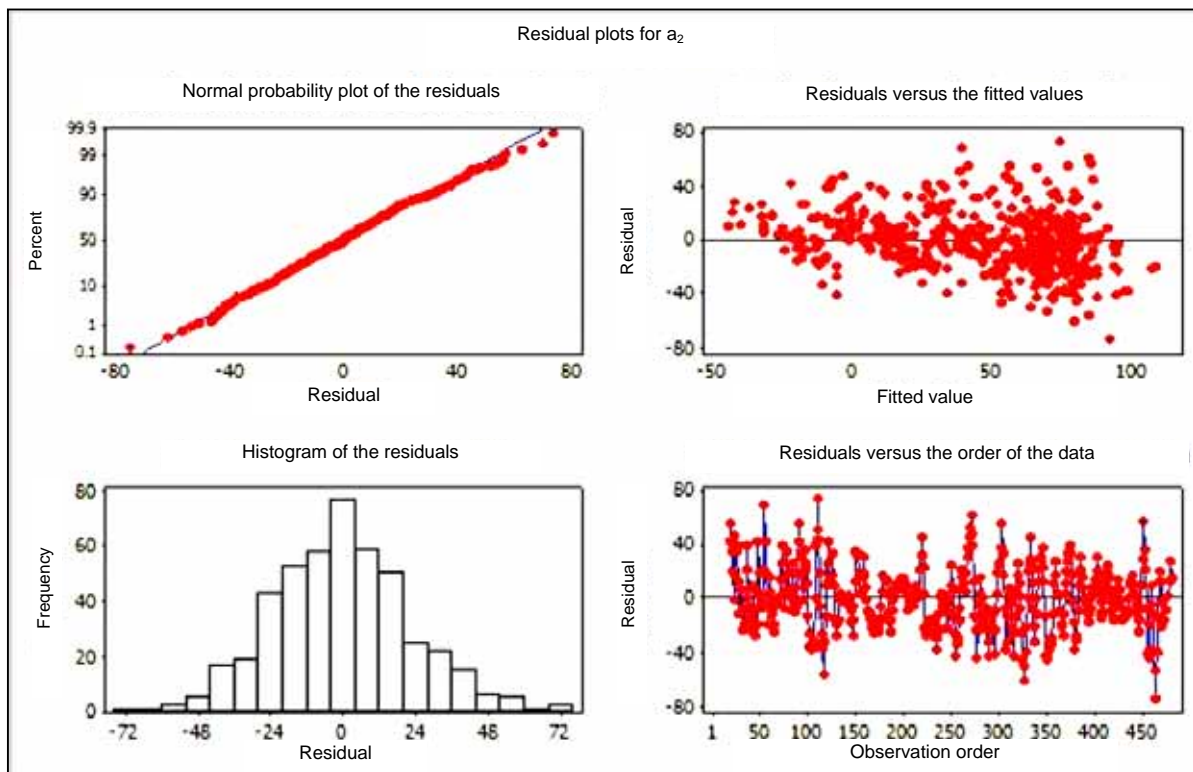 Residual plots for a₂
Normal probability plot of the residuals
99.9
99
90
50
10
1
0.1
Percent
-80 -40 0 40 80
Residual
Residuals versus the fitted values
80
40
0
-40
-80
Residual
-50 0 50 100
Fitted value
Histogram of the residuals
80
60
40
20
0
Frequency
-72 -48 -24 0 24 48 72
Residual
Residuals versus the order of the data
80
40
0
-40
-80
Residual
1 50 100 150 200 250 300 350 400 450
Observation order